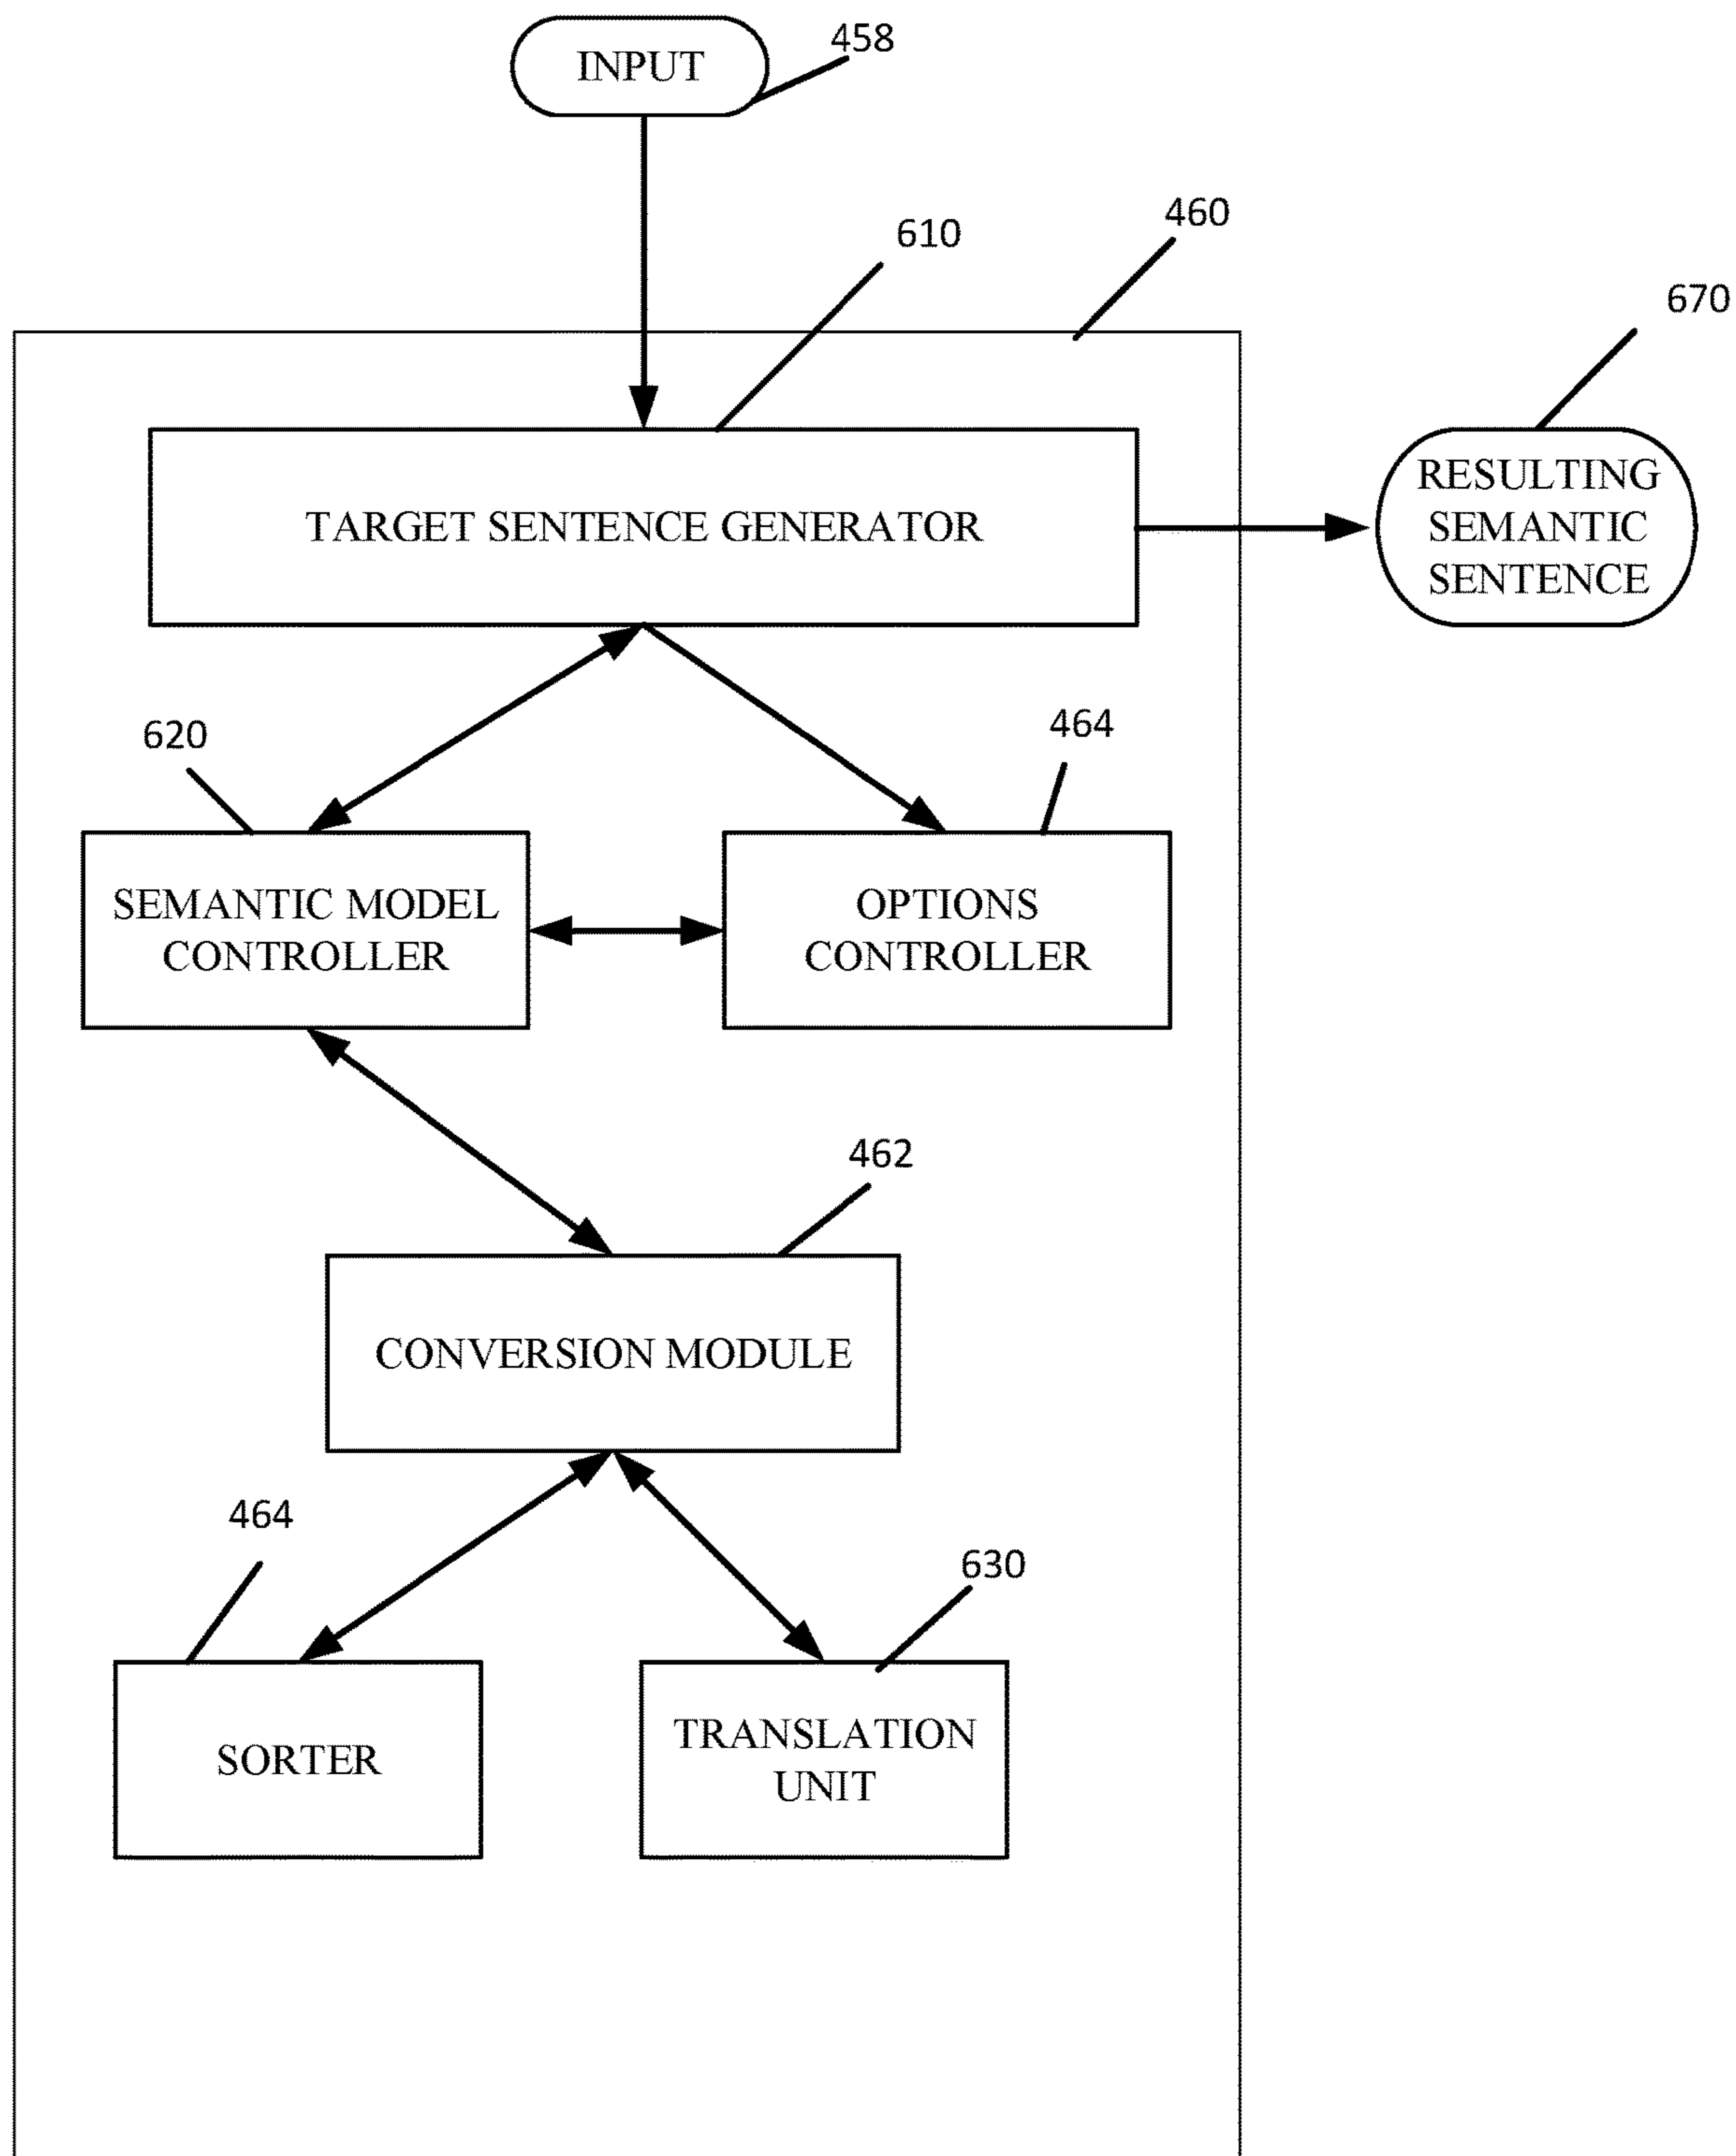 INPUT
458
610
460
670
TARGET SENTENCE GENERATOR
RESULTING
SEMANTIC
SENTENCE
620
464
SEMANTIC MODEL
CONTROLLER
OPTIONS
CONTROLLER
462
CONVERSION MODULE
464
630
SORTER
TRANSLATION
UNIT